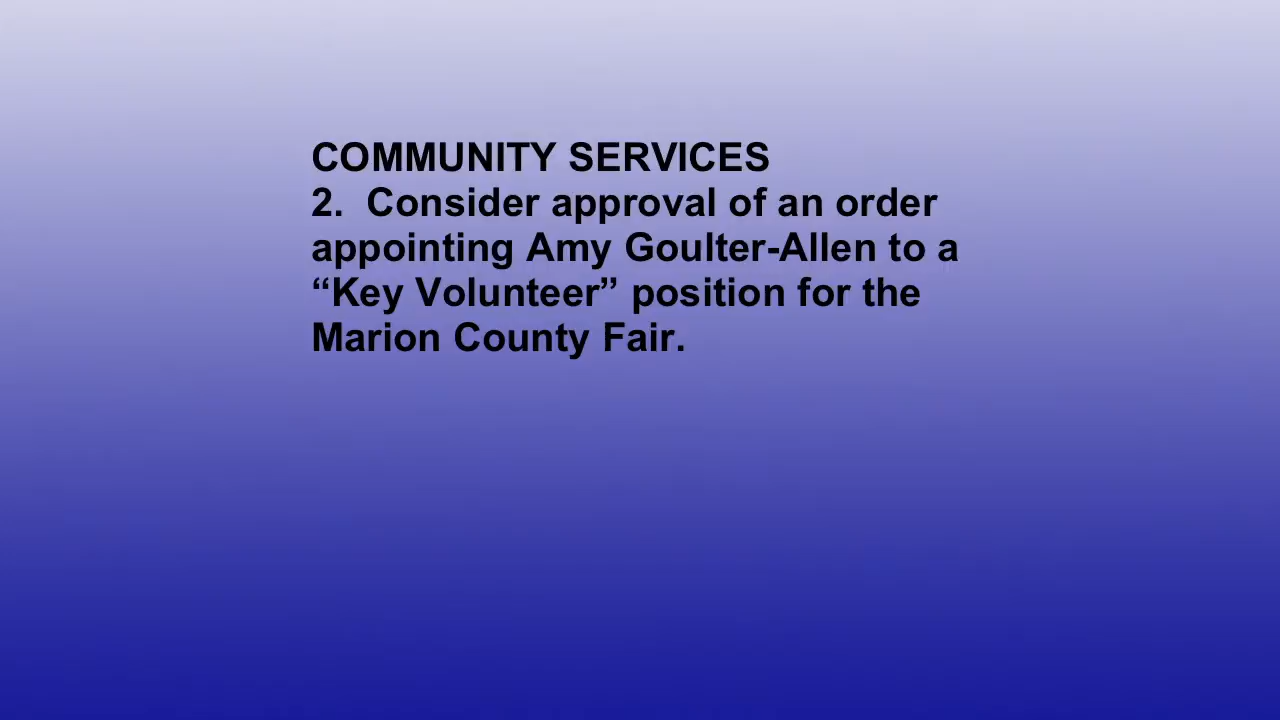 COMMUNITY SERVICES
2.  Consider approval of an order
appointing Amy Goulter-Allen to a
“Key Volunteer” position for the
Marion County Fair.